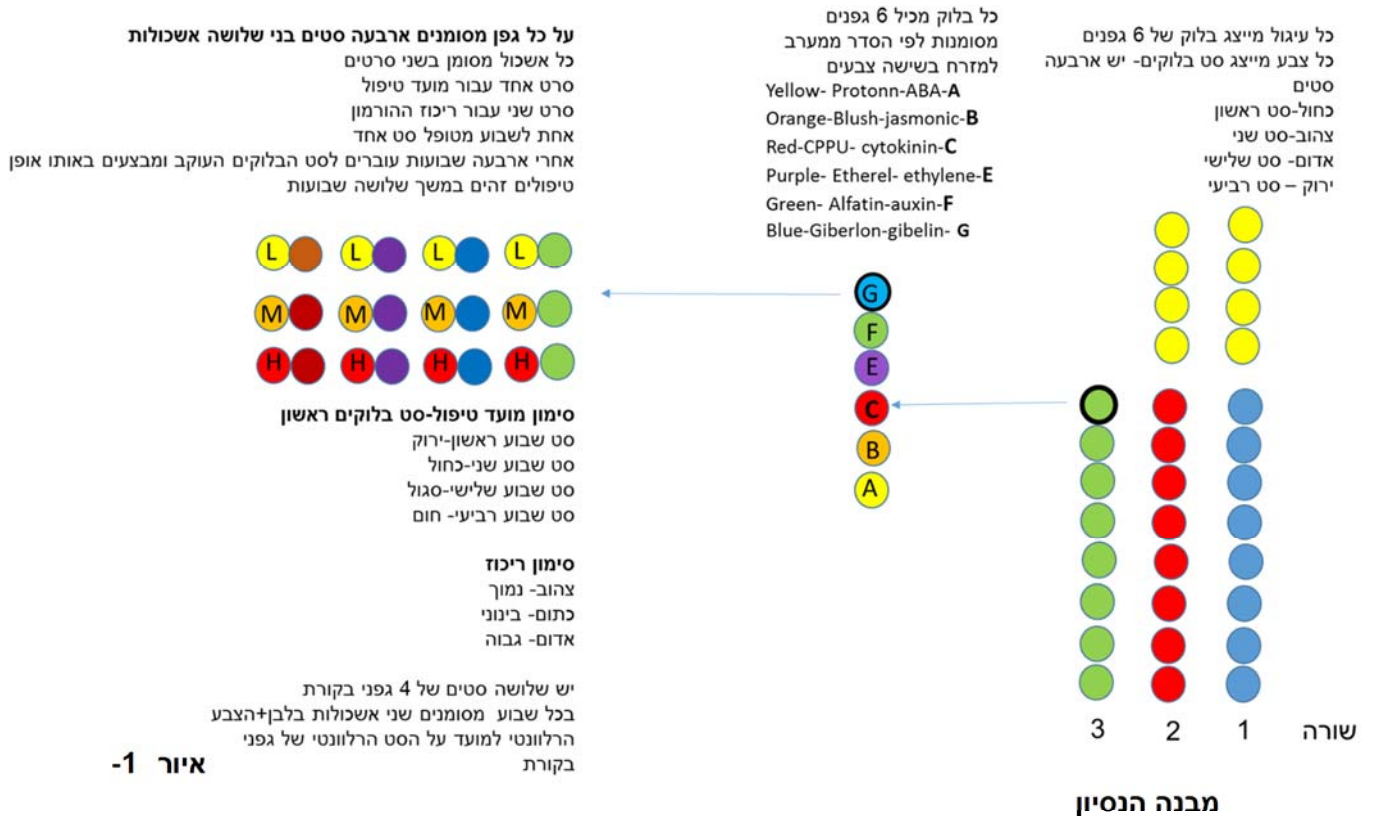 כל עיגול מייצג בלוק של 6 גפנים
כל צבע מייצג סט בלוקים- יש ארבעה
סטים
כחול-סט ראשון
צהוב-סט שני
אדום- סט שלישי
ירוק – סט רביעי
שורה 1 2 3
מבנה הנסיון
כל בלוק מכיל 6 גפנים
מסומנות לפי הסדר ממערב
למזרח בשישה צבעים
Yellow- Protonn-ABA-A
Orange-Blush-jasmonic-B
Red-CPPU- cytokinin-C
Purple- Etherel- ethylene-E
Green- Alfatin-auxin-F
Blue-Giberlon-gibelin- G
G
F
E
C
B
A
על כל גפן מסומנים ארבעה סטים בני שלושה אשכולות
כל אשכול מסומן בשני סרטים
סרט אחד עבור מועד טיפול
סרט שני עבור ריכוז ההורמון
אחת לשבוע מטופל סט אחד
אחרי ארבעה שבועות עוברים לסט הבלוקים העוקב ומבצעים באותו אופן
טיפולים זהים במשך שלושה שבועות
L L L L
M M M M
H H H H
סימון מועד טיפול-סט בלוקים ראשון
סט שבוע ראשון-ירוק
סט שבוע שני-כחול
סט שבוע שלישי-סגול
סט שבוע רביעי- חום
סימון ריכוז
צהוב- נמוך
כתום- בינוני
אדום- גבוה
יש שלושה סטים של 4 גפני בקורת
בכל שבוע מסומנים שני אשכולות בלבן+הצבע
הרלוונטי למועד על הסט הרלוונטי של גפני
בקורת
איור 1-